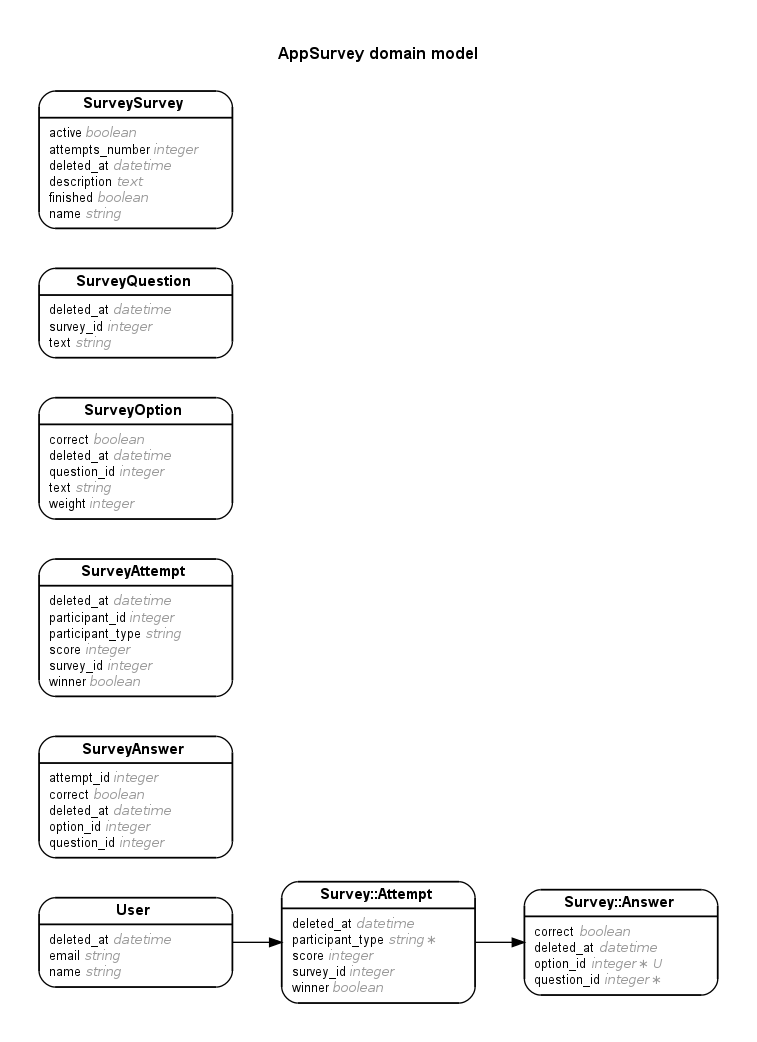 AppSurvey domain model
SurveySurvey
active boolean
attempts_number integer
deleted_at datetime
description text
finished boolean
name string
SurveyQuestion
deleted_at datetime
survey_id integer
text string
SurveyOption
correct boolean
deleted_at datetime
question_id integer
text string
weight integer
SurveyAttempt
deleted_at datetime
participant_id integer
participant_type string
score integer
survey_id integer
winner boolean
SurveyAnswer
attempt_id integer
correct boolean
deleted_at datetime
option_id integer
question_id integer
User
deleted_at datetime
email string
name string
Survey::Attempt
deleted_at datetime
participant_type string ∗
score integer
survey_id integer
winner boolean
Survey::Answer
correct boolean
deleted_at datetime
option_id integer ∗ U
question_id integer ∗